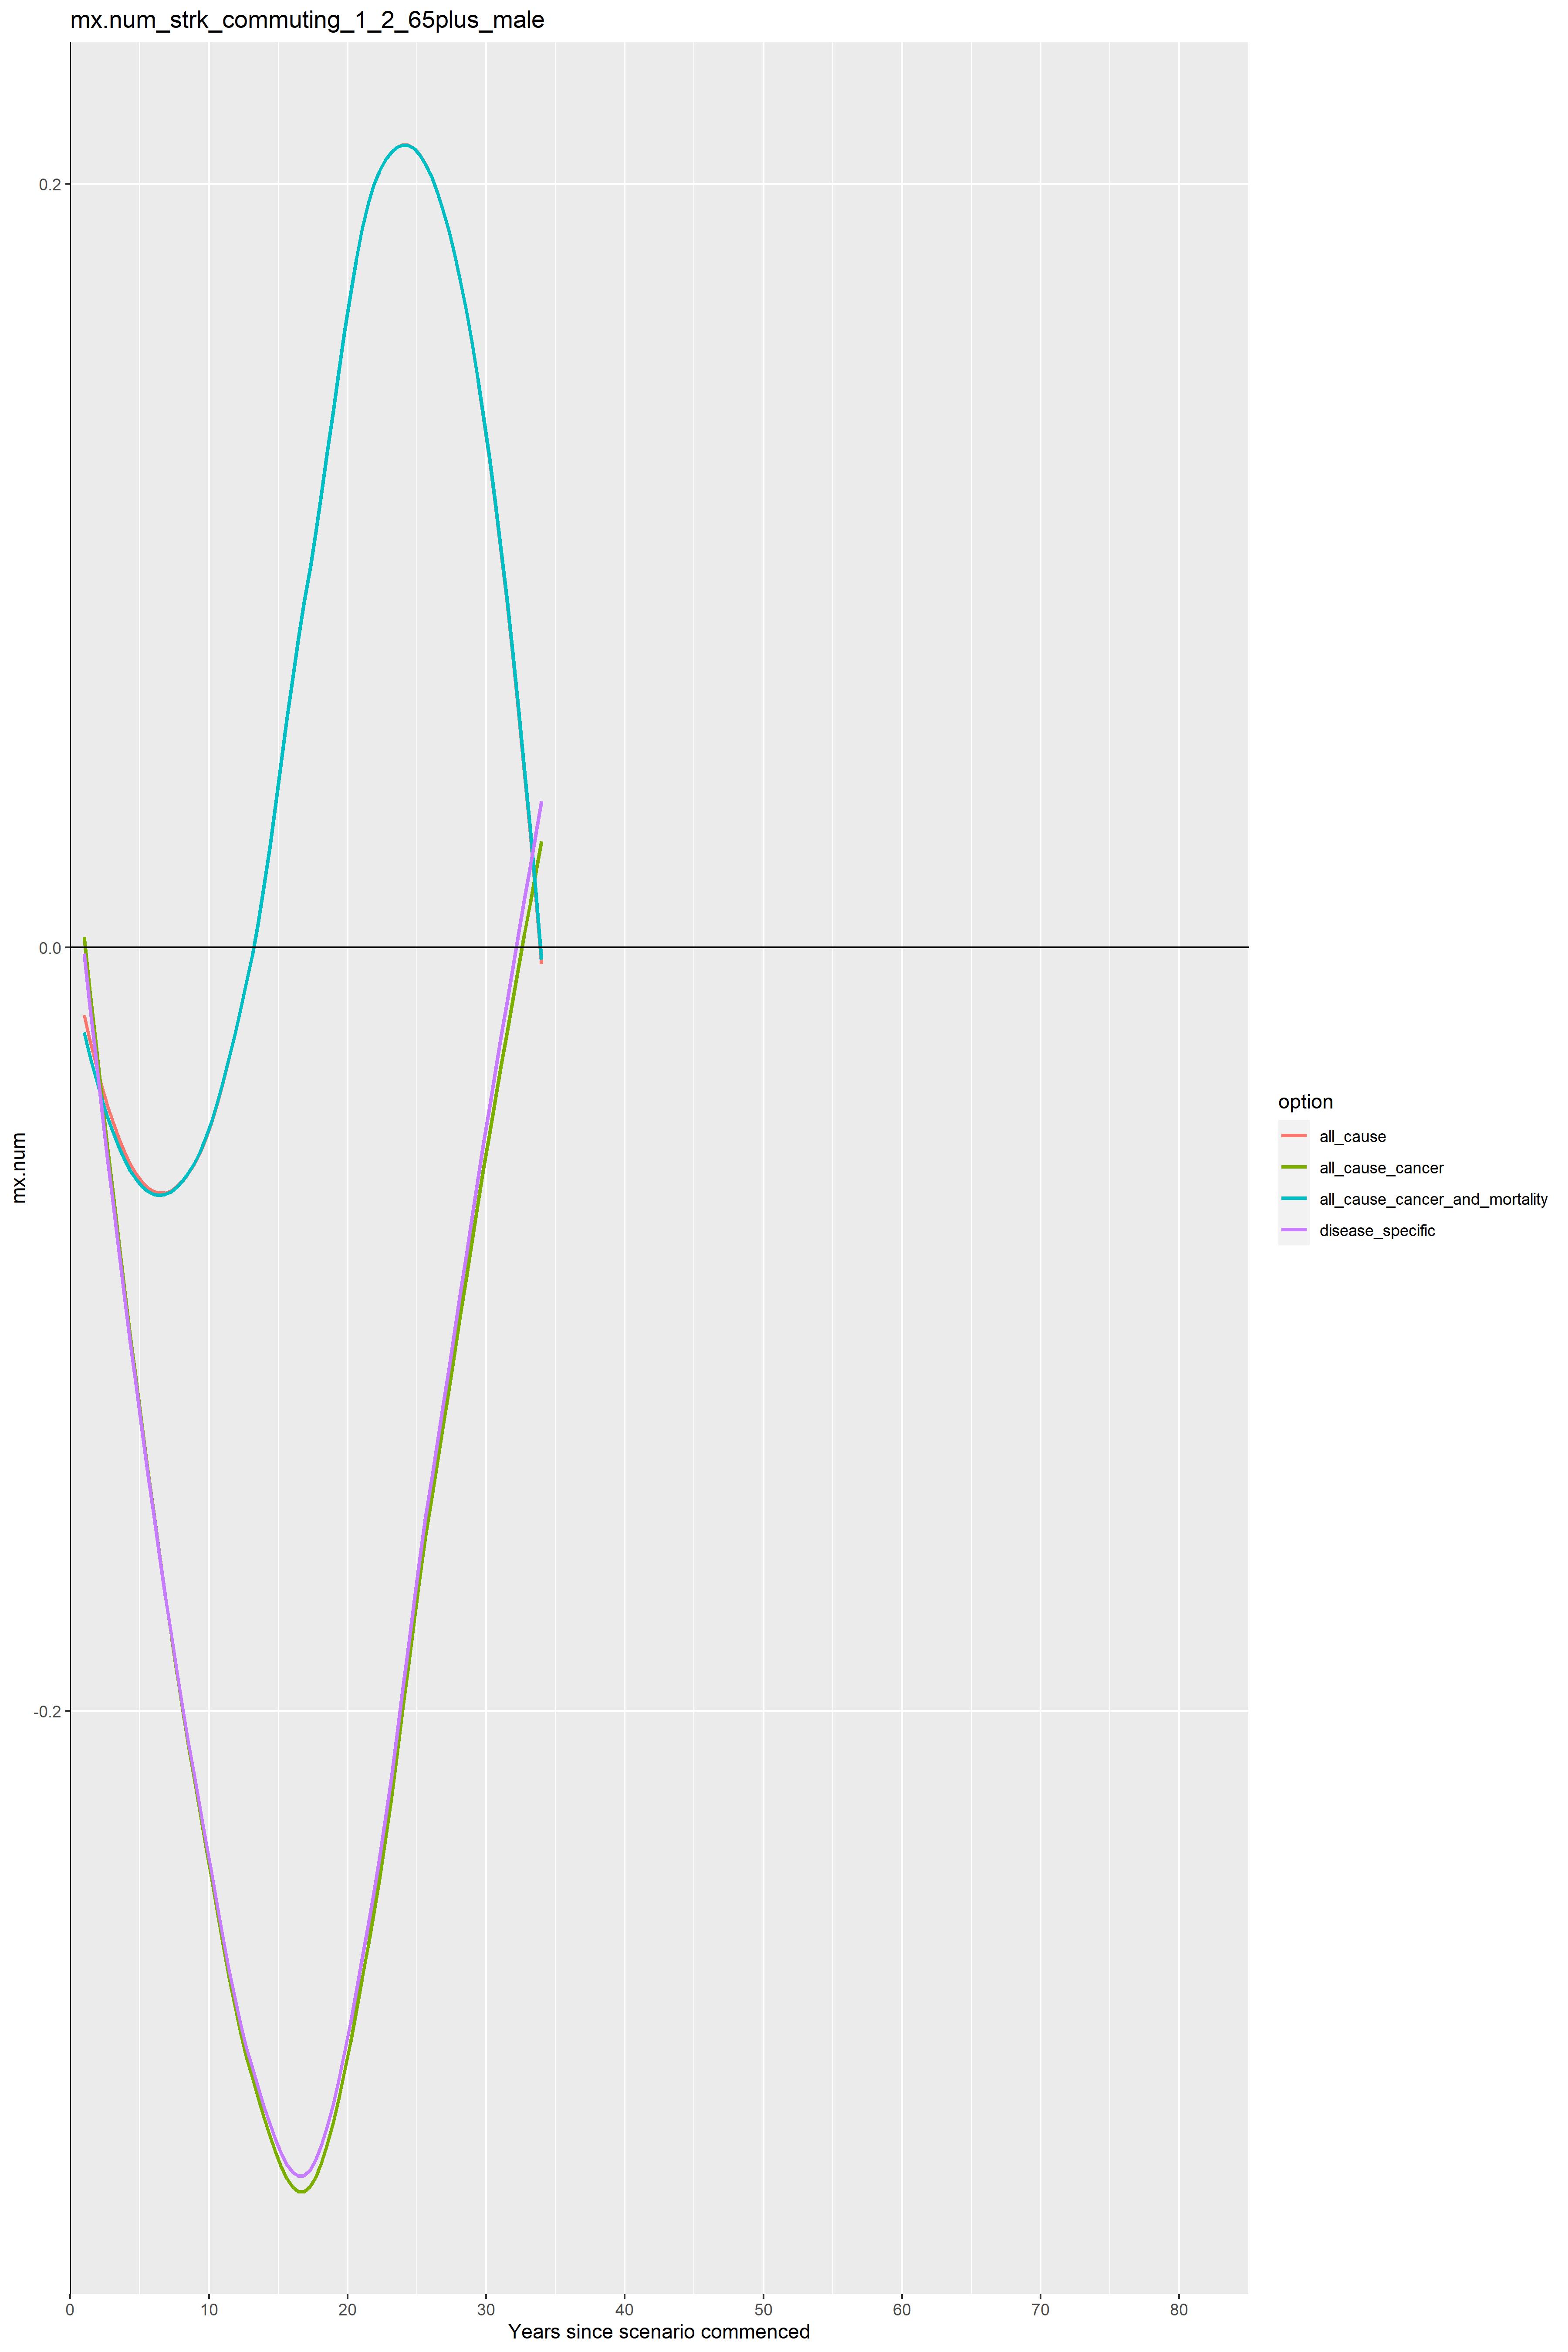 mx.num_strk_commuting_1_2_65plus_male
mx.num
0.2
0.0
-0.2
0 10 20 30 40 50 60 70 80
Years since scenario commenced
option
all_cause
all_cause_cancer
all_cause_cancer_and_mortality
disease_specific